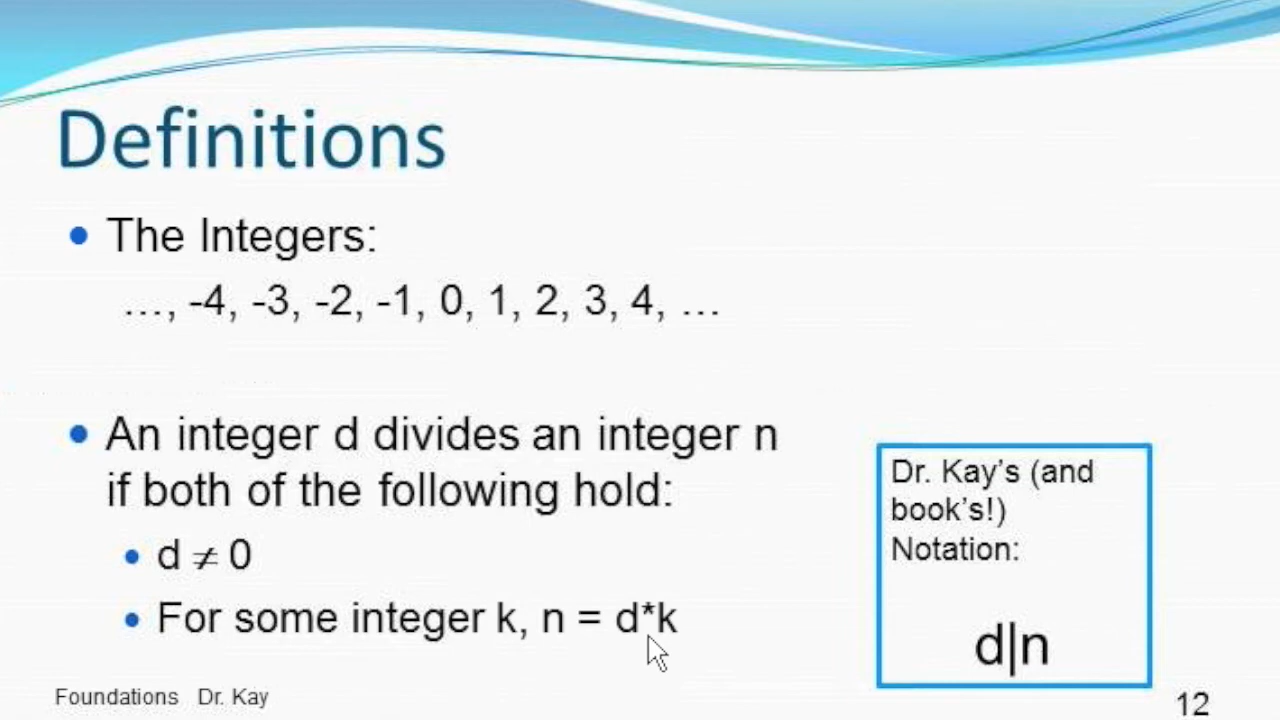 Definitions
The Integers:
…, -4, -3, -2, -1, 0, 1, 2, 3, 4, …
An integer d divides an integer n
if both of the following hold:
d ≠ 0
For some integer k, n = d*k
Dr. Kay's (and
book's!)
Notation:
d|n
Foundations Dr. Kay
12